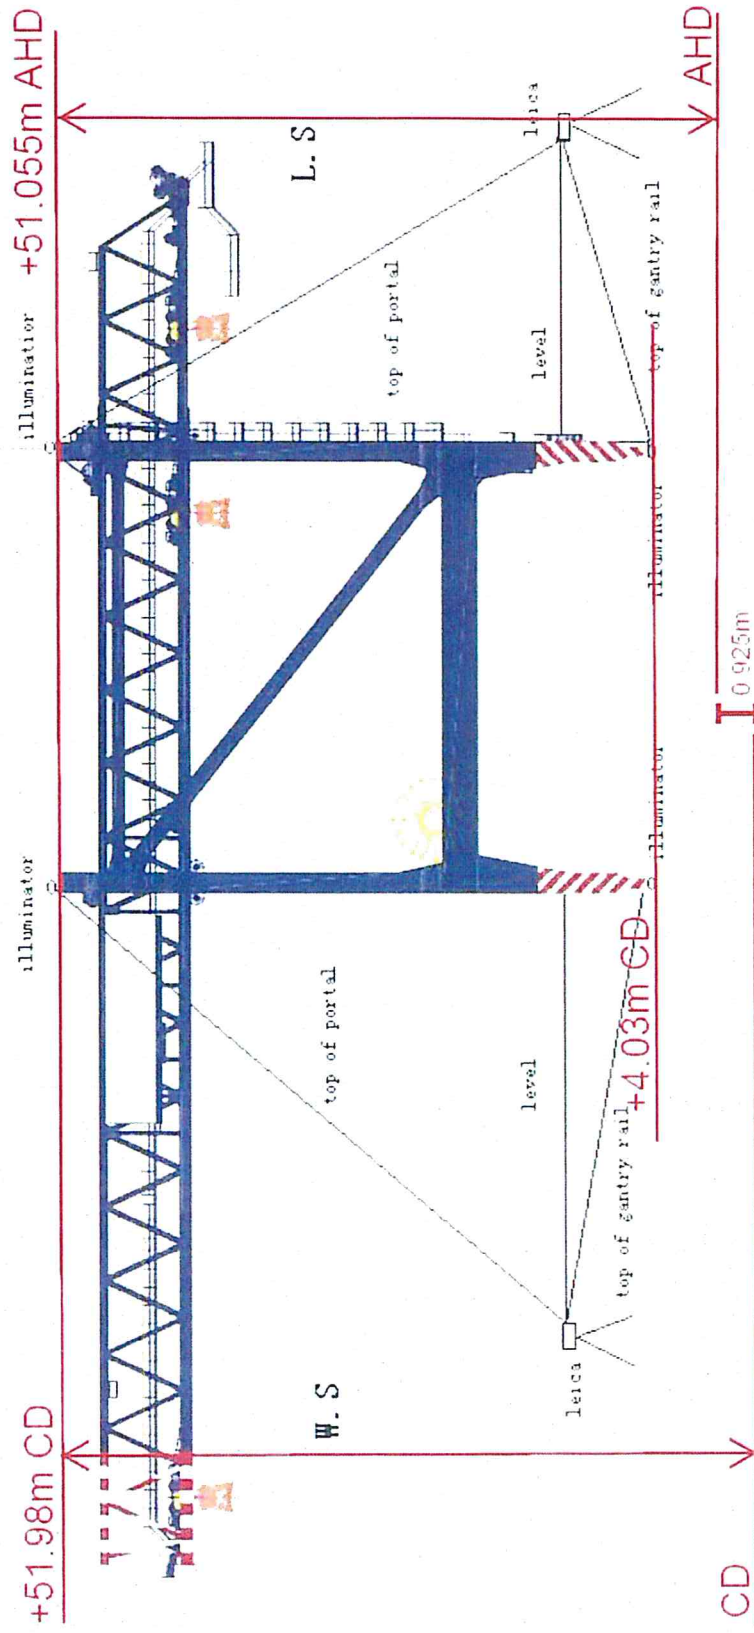 +51.98m CD
+51.055m AHD
illuminator
illuminatior
W.S
L.S
top of portal
top of portal
leica
level
level
leica
top of gantry rail
+4.03m CD
illuminator
illuminator
top of gantry rail
CD
0.925m
AHD